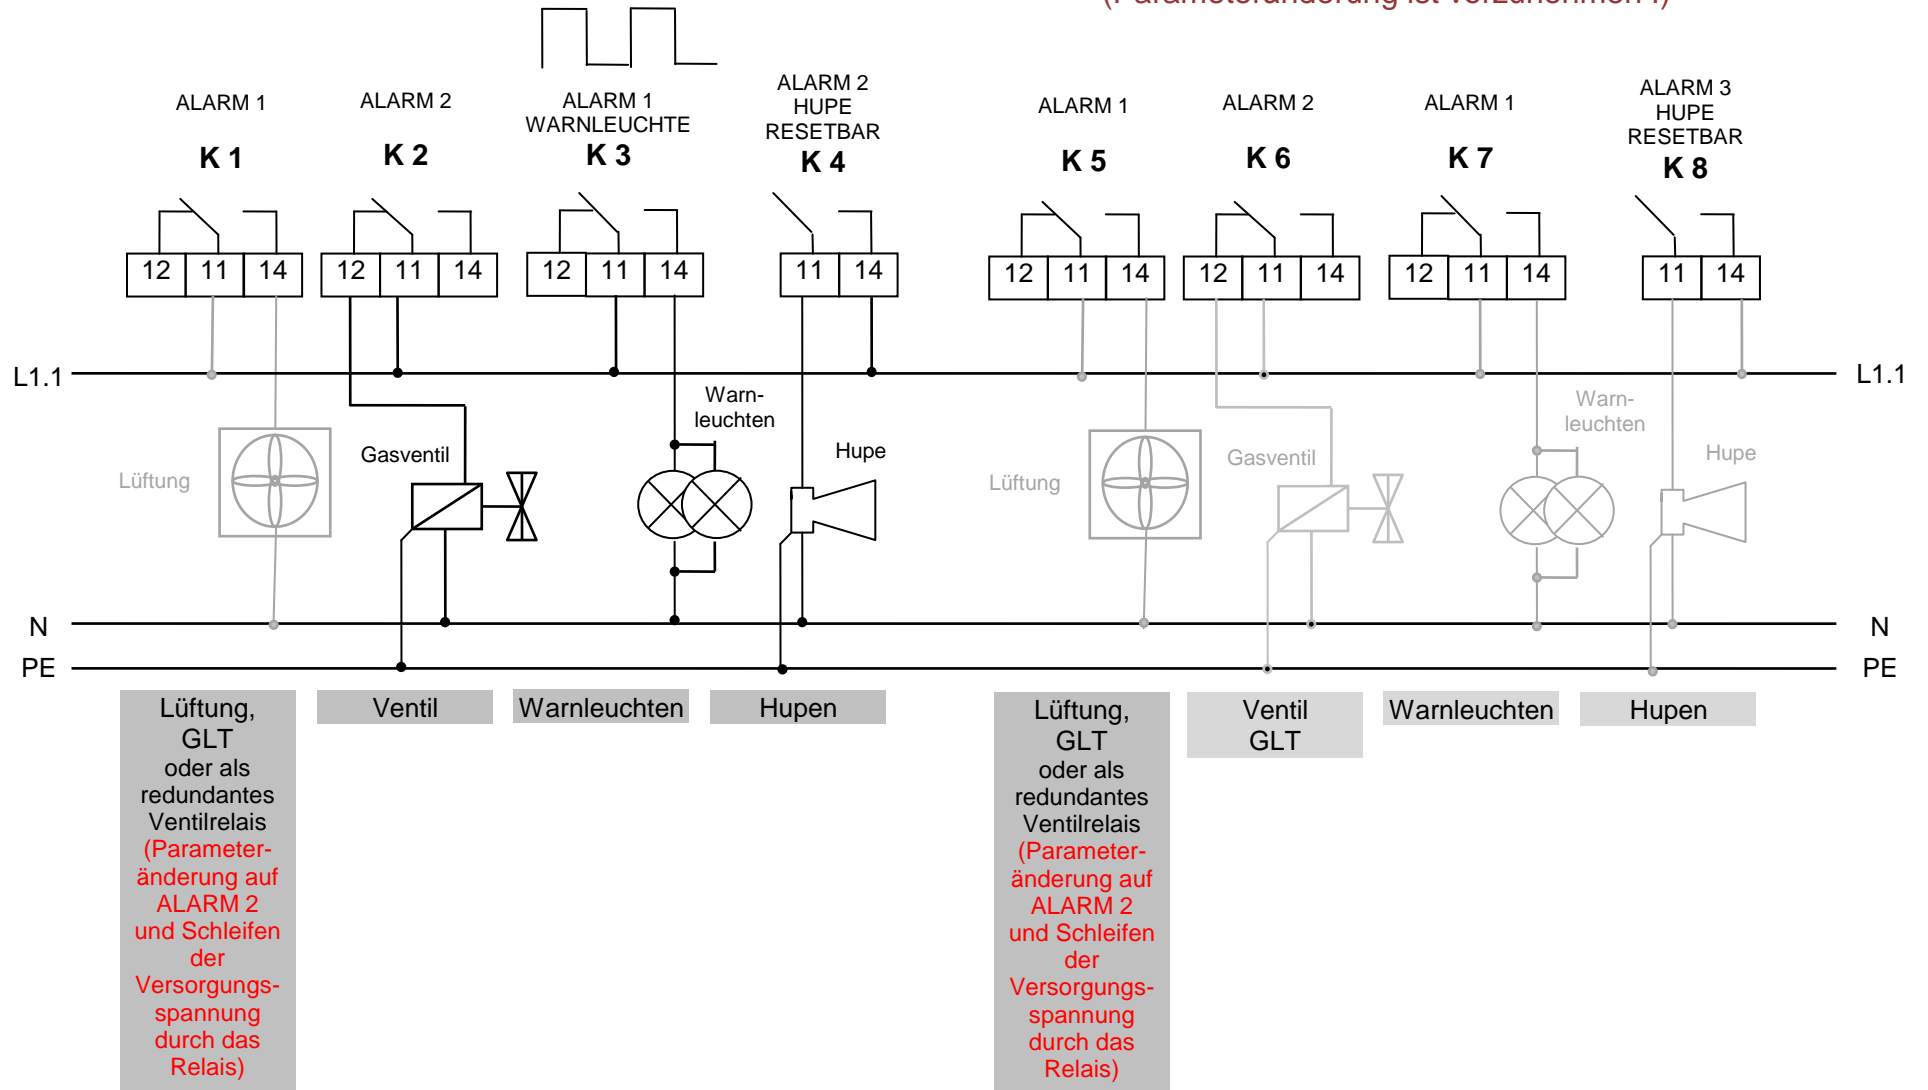 (Parameteränderung ist vorzunehmen !)
ALARM 1
K 1
ALARM 2
K 2
ALARM 1
WARNLEUCHTE
K 3
ALARM 2
HUPE
RESETBAR
K 4
ALARM 1
K 5
ALARM 2
K 6
ALARM 1
K 7
ALARM 3
HUPE
RESETBAR
K 8
12 11 14
12 11 14
12 11 14
11 14
12 11 14
12 11 14
12 11 14
11 14
L1.1
L1.1
Lüftung
Gasventil
Warn-
leuchten
Hupe
Lüftung
Gasventil
Warn-
leuchten
Hupe
N
N
PE
PE
Lüftung,
GLT
oder als
redundantes
Ventilrelais
(Parameter-
änderung auf
ALARM 2
und Schleifen
der
Versorgungs-
spannung
durch das
Relais)
Ventil
Warnleuchten
Hupen
Lüftung,
GLT
oder als
redundantes
Ventilrelais
(Parameter-
änderung auf
ALARM 2
und Schleifen
der
Versorgungs-
spannung
durch das
Relais)
Ventil
GLT
Warnleuchten
Hupen